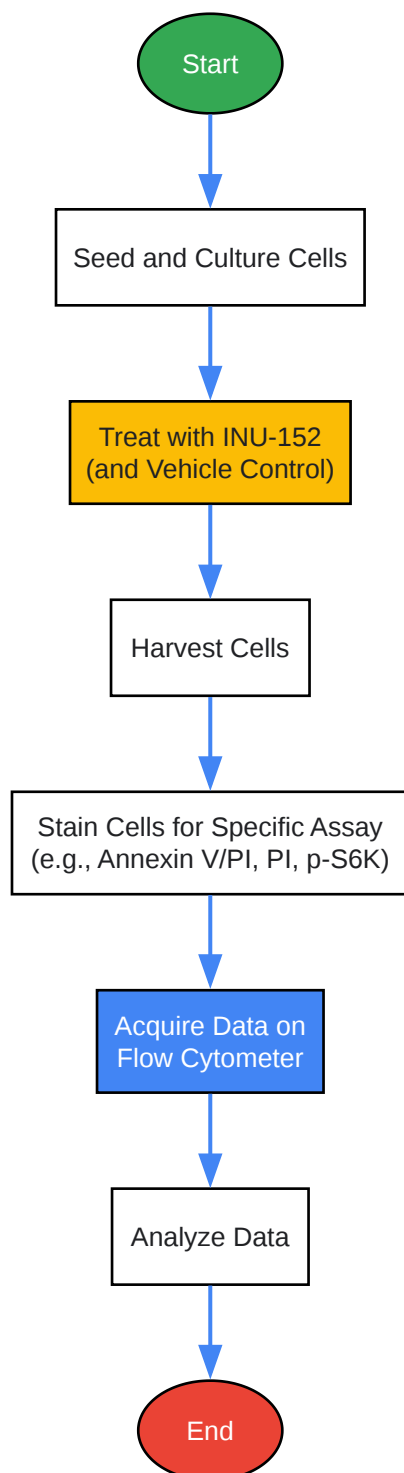 Start
Seed and Culture Cells
Treat with INU-152
(and Vehicle Control)
Harvest Cells
Stain Cells for Specific Assay
(e.g., Annexin V/PI, PI, p-S6K)
Acquire Data on
Flow Cytometer
Analyze Data
End